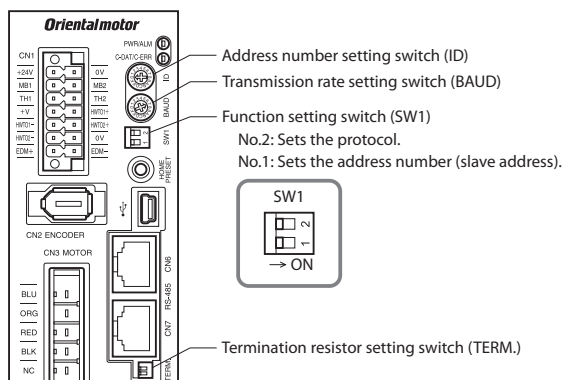 Orientalmotor
PWR/ALM
C-DAT/C-ERR
CN1
+24V 0V
MB1 MB2
TH1 TH2
+V HWTO1+
HWTO1− HWTO2+
HWTO2− 0V
EDM+ EDM−
ID
BAUD
SW1
2
1
HOME
PRESET
CN2 ENCODER
CN3 MOTOR
BLU
ORG
RED
BLK
NC
CN6
RS-485
CN7
TERM.
Address number setting switch (ID)
Transmission rate setting switch (BAUD)
Function setting switch (SW1)
No.2: Sets the protocol.
No.1: Sets the address number (slave address).
SW1
2
1
→ ON
Termination resistor setting switch (TERM.)